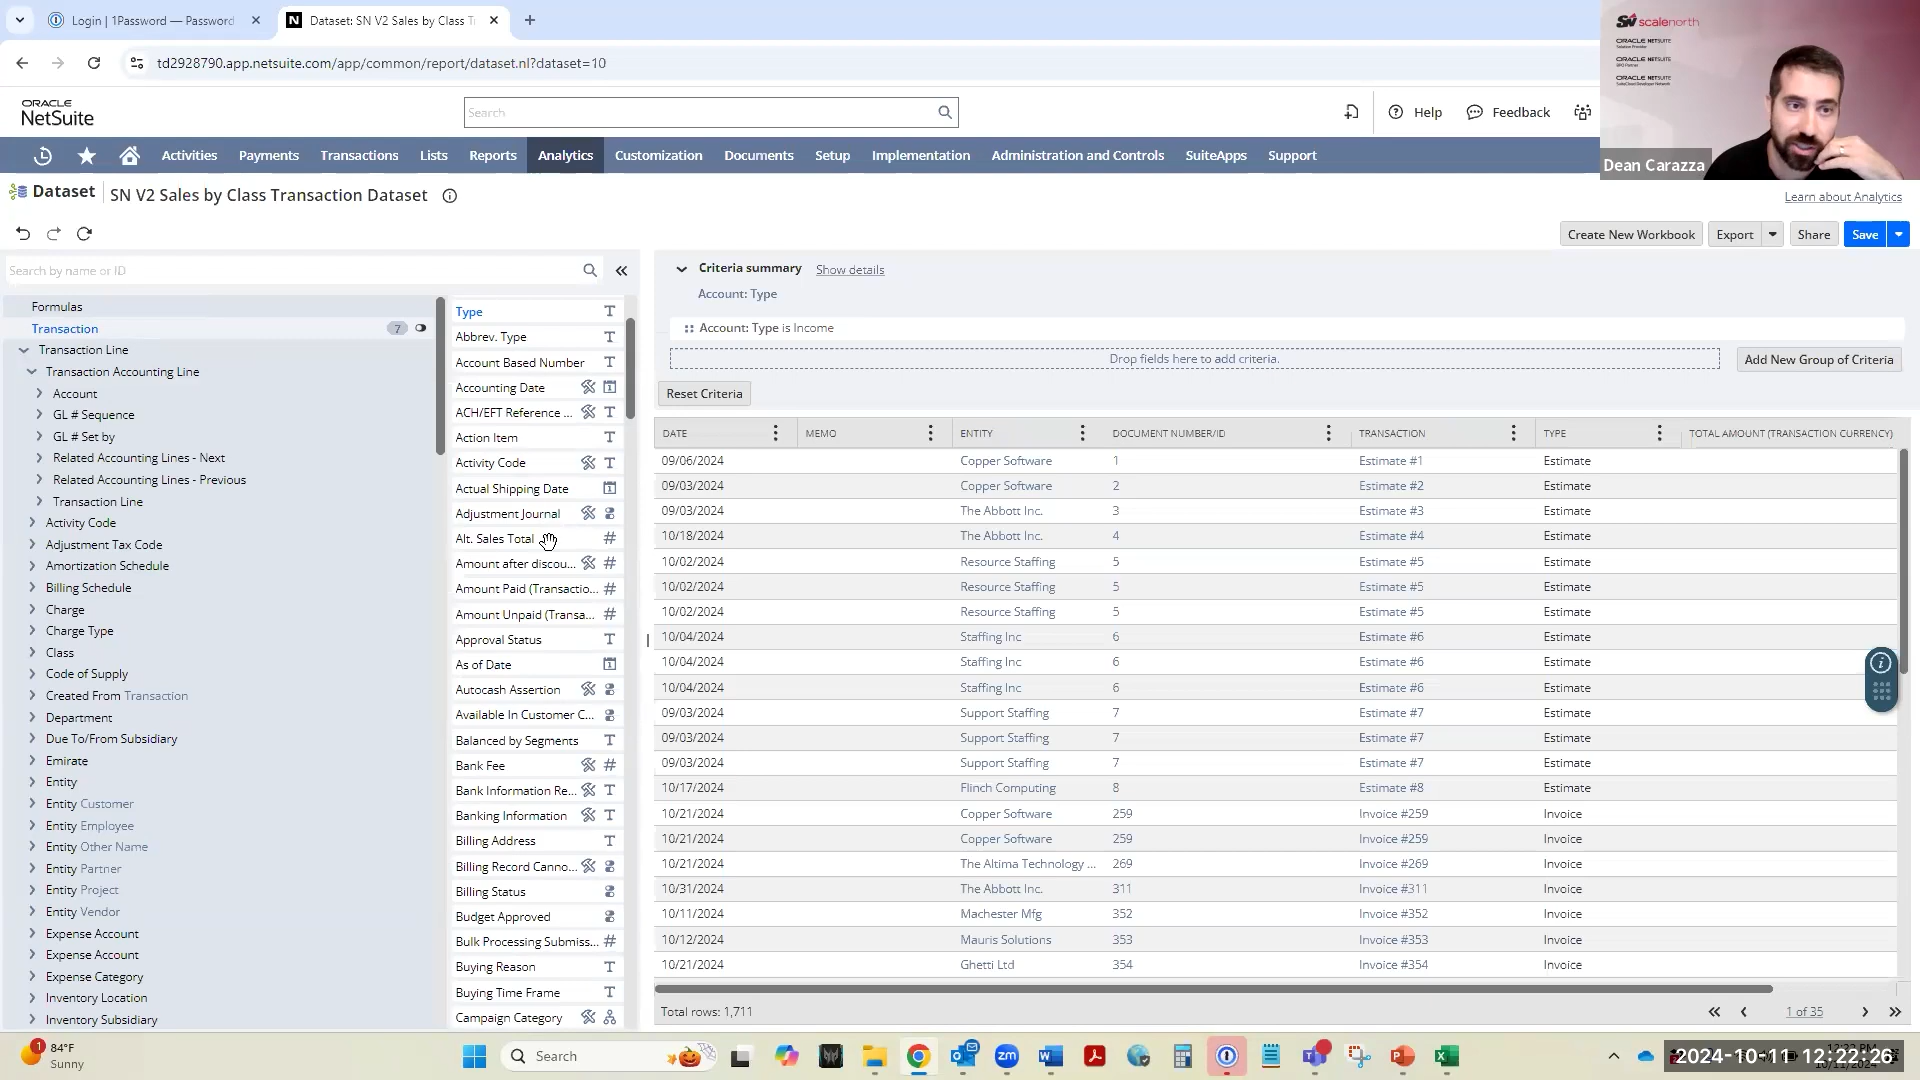 Login | 1Password — Password
Dataset: SN V2 Sales by Class T
td2928790.app.netsuite.com/app/common/report/dataset.nl?dataset=10
ORACLE
NETSUITE
Search
Help
Feedback
scalenorth
ORACLE NETSUITE
ORACLE NETSUITE
ORACLE NETSUITE
Dean Carazza
Activities
Payments
Transactions
Lists
Reports
Analytics
Customization
Documents
Setup
Implementation
Administration and Controls
SuiteApps
Support
Dataset
SN V2 Sales by Class Transaction Dataset
Learn about Analytics
Create New Workbook
Export
Share
Save
Search by name or ID
Formulas
Transaction 7
Transaction Line
Transaction Accounting Line
Account
GL # Sequence
GL # Set by
Related Accounting Lines - Next
Related Accounting Lines - Previous
Transaction Line
Activity Code
Adjustment Tax Code
Amortization Schedule
Billing Schedule
Charge
Charge Type
Class
Code of Supply
Created From Transaction
Department
Due To/From Subsidiary
Emirate
Entity
Entity Customer
Entity Employee
Entity Other Name
Entity Partner
Entity Project
Entity Vendor
Expense Account
Expense Account
Expense Category
Inventory Location
Inventory Subsidiary
Type
Abbrev. Type
Account Based Number
Accounting Date
ACH/EFT Reference ...
Action Item
Activity Code
Actual Shipping Date
Adjustment Journal
Alt. Sales Total
Amount after discou...
Amount Paid (Transactio...
Amount Unpaid (Transa...
Approval Status
As of Date
Autocash Assertion
Available In Customer C...
Balanced by Segments
Bank Fee
Bank Information Re...
Banking Information
Billing Address
Billing Record Canno...
Billing Status
Budget Approved
Bulk Processing Submiss...
Buying Reason
Buying Time Frame
Campaign Category
Criteria summary
Show details
Account: Type
Account: Type is Income
Drop fields here to add criteria.
Add New Group of Criteria
Reset Criteria
DATE MEMO ENTITY DOCUMENT NUMBER/ID TRANSACTION TYPE TOTAL AMOUNT (TRANSACTION CURRENCY)
09/06/2024 Copper Software 1 Estimate #1 Estimate
09/03/2024 Copper Software 2 Estimate #2 Estimate
09/03/2024 The Abbott Inc. 3 Estimate #3 Estimate
10/18/2024 The Abbott Inc. 4 Estimate #4 Estimate
10/02/2024 Resource Staffing 5 Estimate #5 Estimate
10/02/2024 Resource Staffing 5 Estimate #5 Estimate
10/02/2024 Resource Staffing 5 Estimate #5 Estimate
10/04/2024 Staffing Inc 6 Estimate #6 Estimate
10/04/2024 Staffing Inc 6 Estimate #6 Estimate
10/04/2024 Staffing Inc 6 Estimate #6 Estimate
09/03/2024 Support Staffing 7 Estimate #7 Estimate
09/03/2024 Support Staffing 7 Estimate #7 Estimate
09/03/2024 Support Staffing 7 Estimate #7 Estimate
10/17/2024 Flinch Computing 8 Estimate #8 Estimate
10/21/2024 Copper Software 259 Invoice #259 Invoice
10/21/2024 Copper Software 259 Invoice #259 Invoice
10/21/2024 The Altima Technology ... 269 Invoice #269 Invoice
10/31/2024 The Abbott Inc. 311 Invoice #311 Invoice
10/11/2024 Machester Mfg 352 Invoice #352 Invoice
10/12/2024 Mauris Solutions 353 Invoice #353 Invoice
10/21/2024 Ghetti Ltd 354 Invoice #354 Invoice
Total rows: 1,711
1 of 35
1
84°F
Sunny
Search
2024-10-11 12:22:26